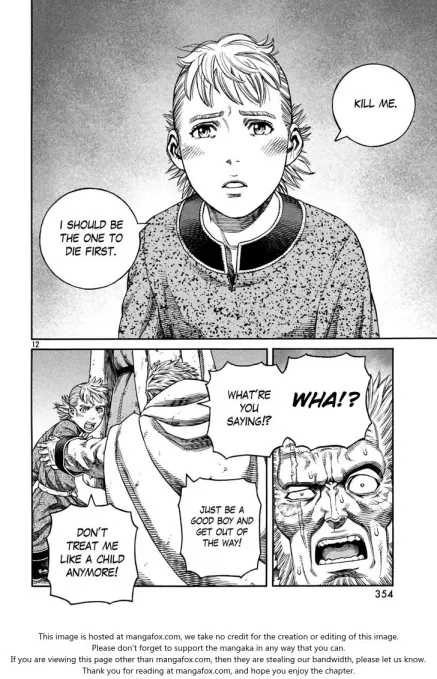 KILL ME.
I SHOULD BE
THE ONE TO
DIE FIRST.
12
WHA!?
WHAT'RE
YOU
SAYING!?
JUST BE A
GOOD BOY AND
GET OUT OF
THE WAY!
DON'T
TREAT ME
LIKE A CHILD
ANYMORE!
354
This image is hosted at mangafox.com, we take no credit for the creation or editing of this image.
Please don't forget to support the mangaka in any way that you can.
If you are viewing this page other than mangafox.com, then they are stealing our bandwidth, please let us know.
Thank you for reading at mangafox.com, and hope you enjoy the chapter.